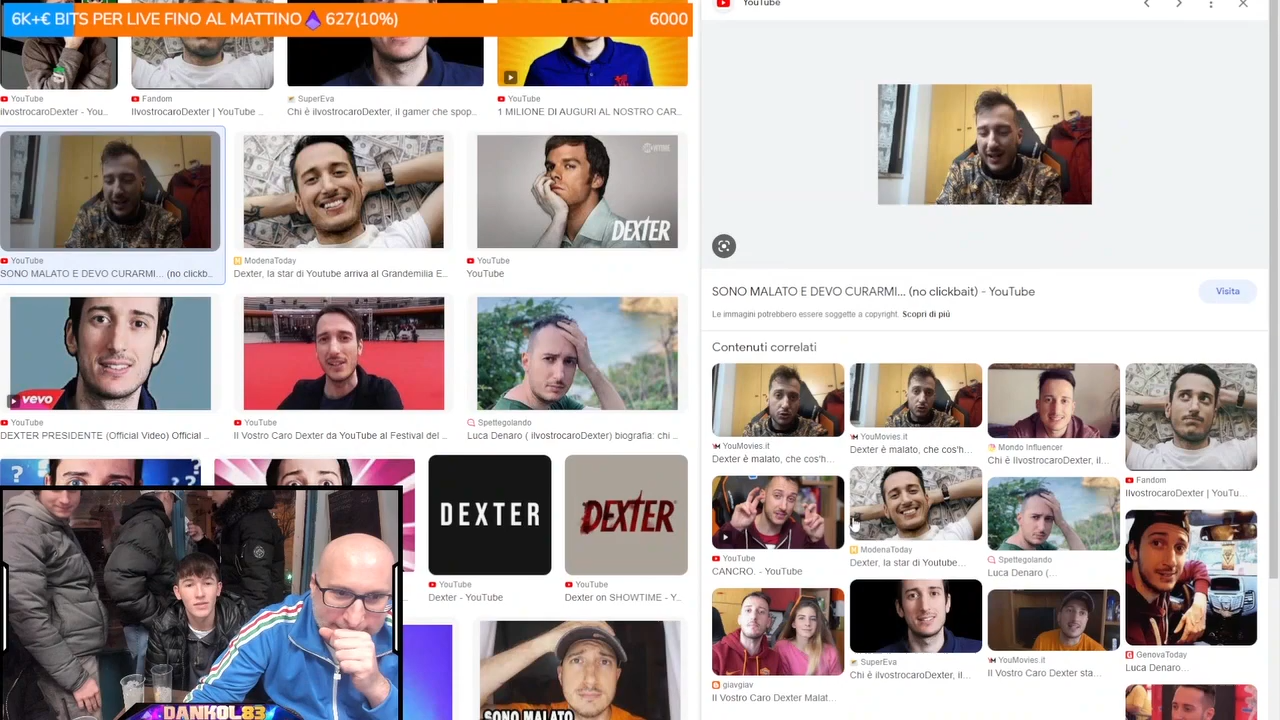 6K+€ BITS PER LIVE FINO AL MATTINO 627(10%)
6000
YouTube
ilvostrocaroDexter - You..
Fandom
IlvostrocaroDexter | YouTube ..
SuperEva
Chi è ilvostrocaroDexter, il gamer che spop..
YouTube
1 MILIONE DI AUGURI AL NOSTRO CAR..
YouTube
SONO MALATO E DEVO CURARMI... (no clickb..
ModenaToday
Dexter, la star di Youtube arriva al Grandemilia E..
SHOWTIME
DEXTER
YouTube
YouTube
vevo
YouTube
DEXTER PRESIDENTE (Official Video) Official ..
YouTube
Il Vostro Caro Dexter da YouTube al Festival del ..
Spettegolando
Luca Denaro ( ilvostrocaroDexter) biografia: chi ..
DEXTER
YouTube
Dexter - YouTube
DEXTER
YouTube
Dexter on SHOWTIME - Y..
SONO MALATO
DANKOL83
YouTube
SONO MALATO E DEVO CURARMI... (no clickbait) - YouTube
Visita
Le immagini potrebbero essere soggette a copyright. Scopri di più
Contenuti correlati
YouMovies.it
Dexter è malato, che cos'h...
YouMovies.it
Dexter è malato, che cos'h...
Mondo Influencer
Chi è IlvostrocaroDexter, il...
Fandom
IlvostrocaroDexter | YouTu...
YouTube
CANCRO. - YouTube
ModenaToday
Dexter, la star di Youtube...
Spettegolando
Luca Denaro (...
giavgiav
Il Vostro Caro Dexter Malat...
SuperEva
Chi è ilvostrocaroDexter, il...
YouMovies.it
Il Vostro Caro Dexter sta...
GenovaToday
Luca Denaro...